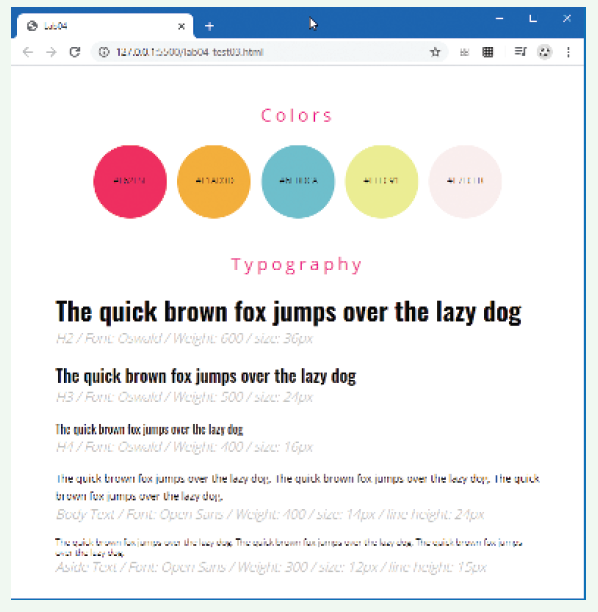 Lab04
127.0.0.1:5500/lab04-test03.html
Colors
Typography
The quick brown fox jumps over the lazy dog
H2 / Font: Oswald / Weight: 600 / size: 36px
The quick brown fox jumps over the lazy dog
H3 / Font: Oswald / Weight: 500 / size: 24px
The quick brown fox jumps over the lazy dog
H4 / Font: Oswald / Weight: 400 / size: 16px
The quick brown fox jumps over the lazy dog. The quick brown fox jumps over the lazy dog. The quick
brown fox jumps over the lazy dog.
Body Text / Font: Open Sans / Weight: 400 / size: 14px / line height: 24px
The quick brown fox jumps over the lazy dog. The quick brown fox jumps over the lazy dog. The quick brown fox jumps
over the lazy dog.
Aside Text / Font: Open Sans / Weight: 300 / size: 12px / line height: 15px